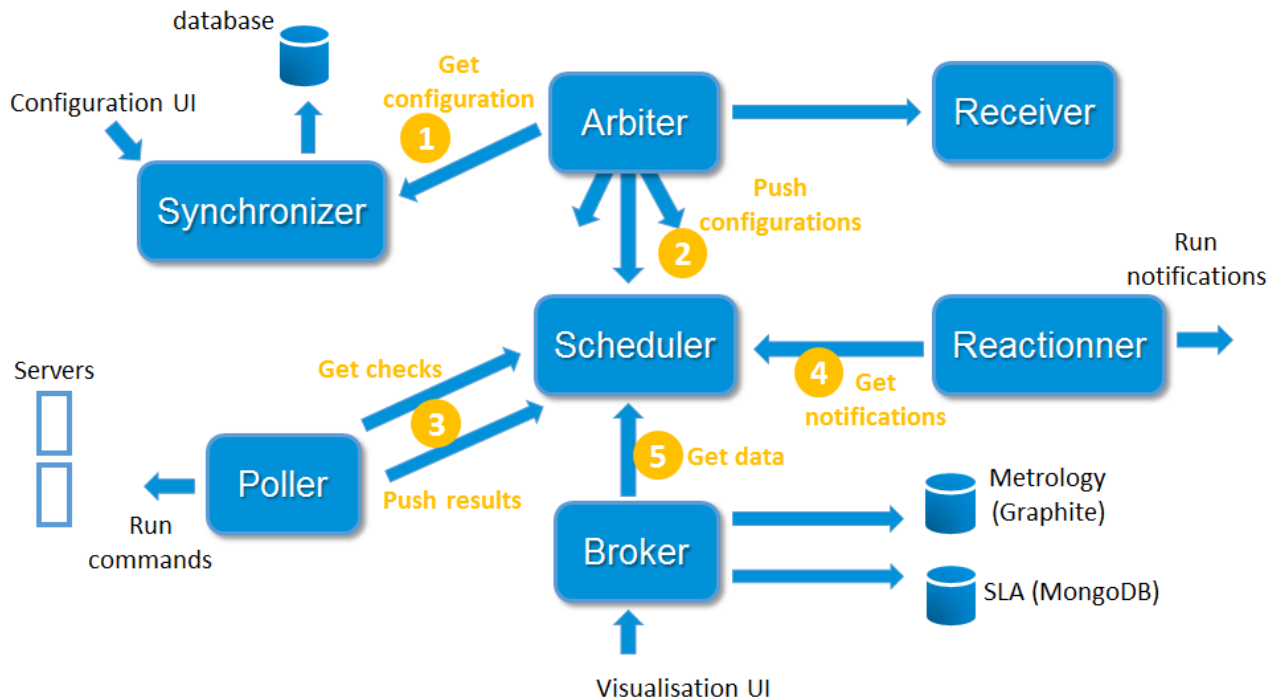 database
Configuration UI
Get
configuration
1
Arbiter
Receiver
Synchronizer
Push
configurations
2
Run
notifications
Scheduler
Reactionner
Servers
Get checks
3
4
Get
notifications
Poller
Push results
5
Get data
Run
commands
Broker
Metrology
(Graphite)
SLA (MongoDB)
Visualisation UI